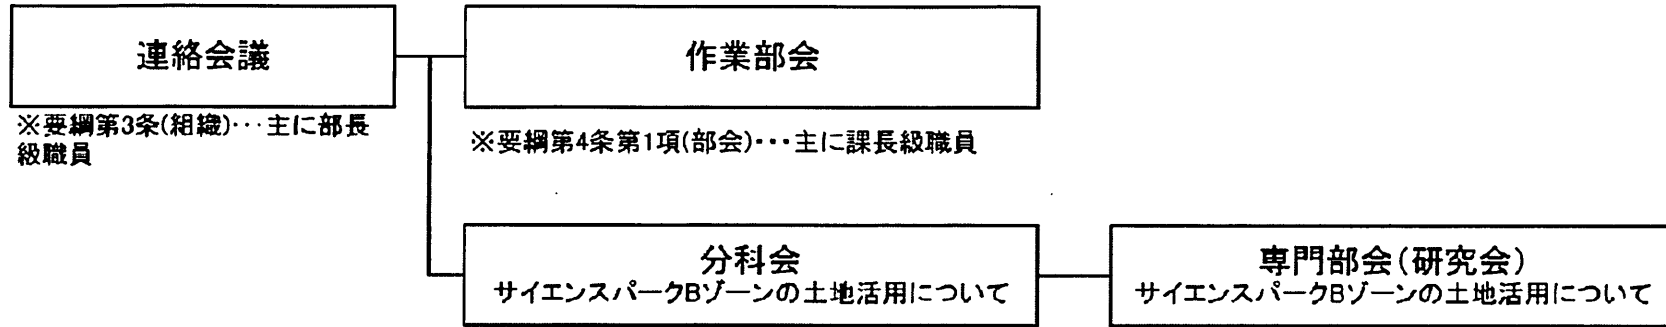 連絡会議
作業部会
※要綱第3条(組織)･･･主に部長
級職員
※要綱第4条第1項(部会)･･･主に課長級職員
分科会
サイエンスパークBゾーンの土地活用について
専門部会(研究会)
サイエンスパークBゾーンの土地活用について